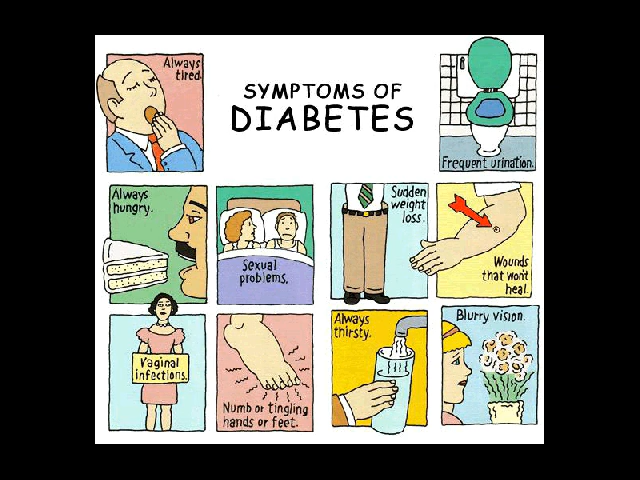 Always
tired.
SYMPTOMS OF
DIABETES
Frequent urination.
Always
hungry.
Sexual
problems.
Sudden
weight
loss.
Wounds
that won't
heal.
Vaginal
infections.
Numb or tingling
hands or feet.
Always
thirsty.
Blurry vision.